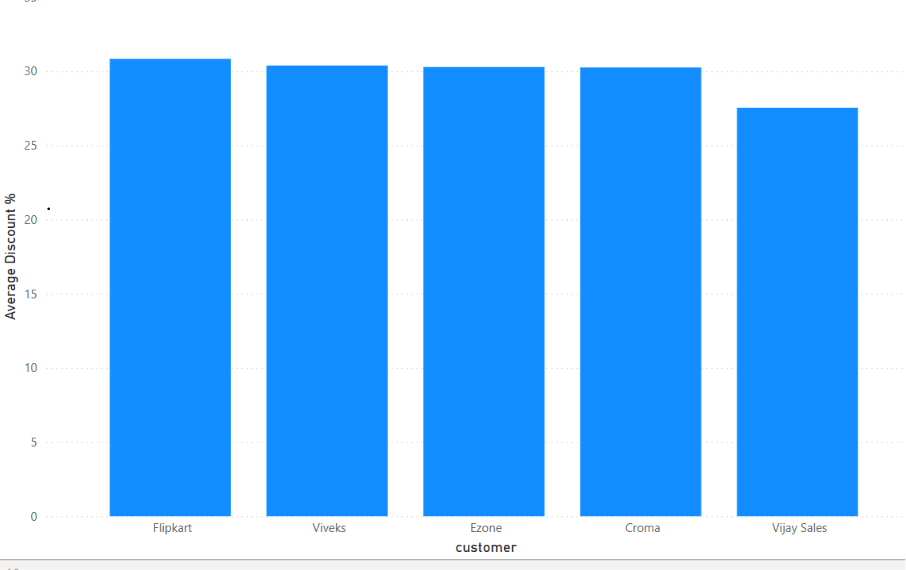 30
25
20
15
10
5
0
Average Discount %
Flipkart
Viveks
Ezone
Croma
Vijay Sales
customer